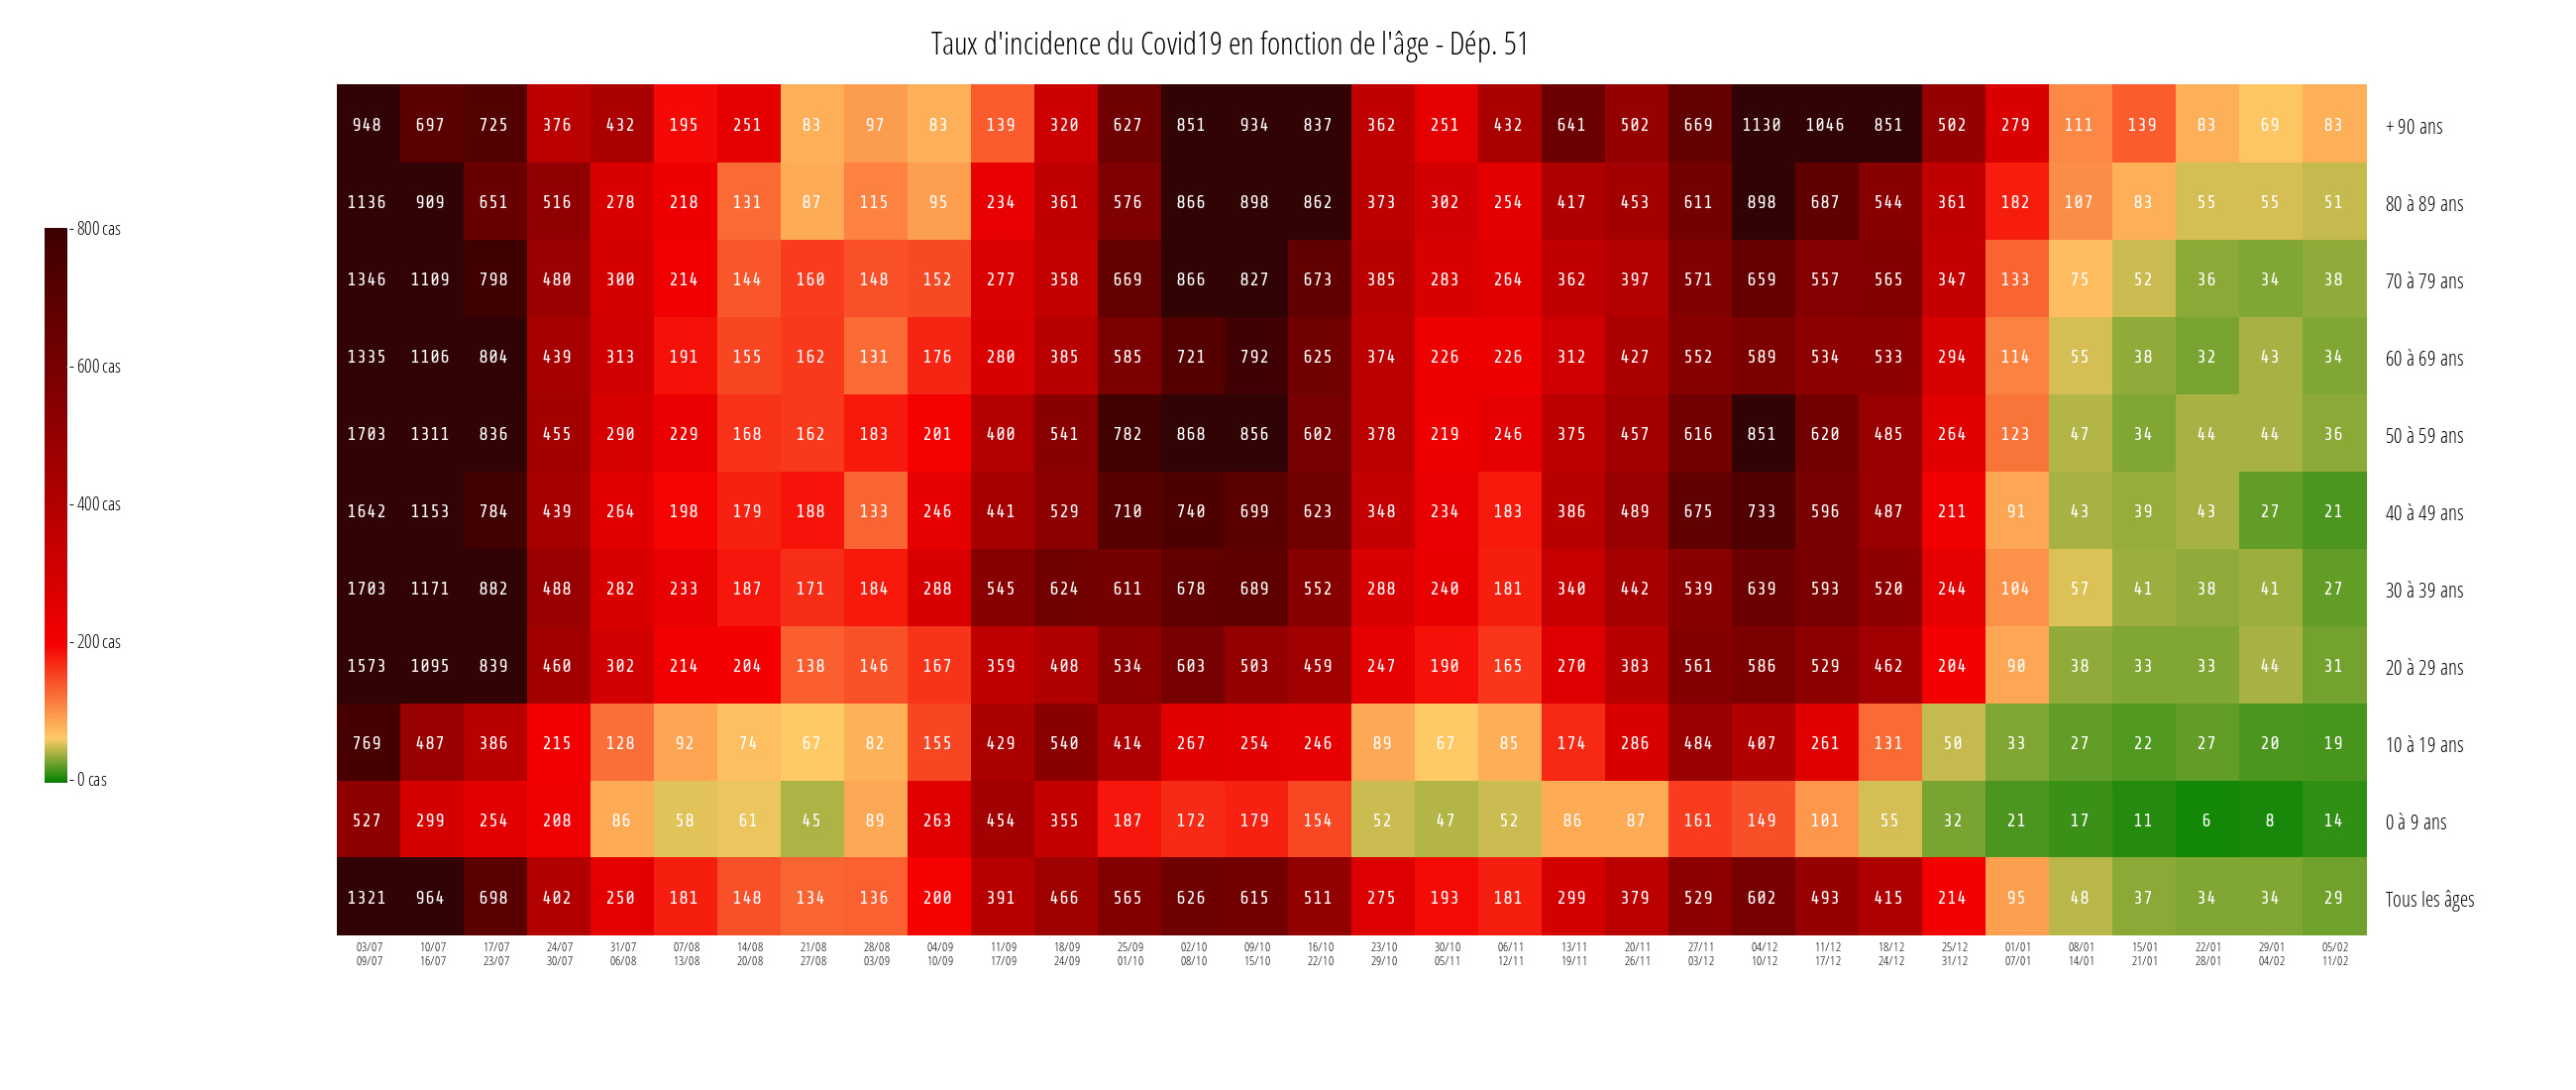 Taux d'incidence du Covid19 en fonction de l'âge - Dép. 51
- 800 cas
- 600 cas
- 400 cas
- 200 cas
- 0 cas
948 697 725 376 432 195 251 83 97 83 139 320 627 851 934 837 362 251 432 641 502 669 1130 1046 851 502 279 111 139 83 69 83 + 90 ans
1136 909 651 516 278 218 131 87 115 95 234 361 576 866 898 862 373 302 254 417 453 611 898 687 544 361 182 107 83 55 55 51 80 à 89 ans
1346 1109 798 480 300 214 144 160 148 152 277 358 669 866 827 673 385 283 264 362 397 571 659 557 565 347 133 75 52 36 34 38 70 à 79 ans
1335 1106 804 439 313 191 155 162 131 176 280 385 585 721 792 625 374 226 226 312 427 552 589 534 533 294 114 55 38 32 43 34 60 à 69 ans
1703 1311 836 455 290 229 168 162 183 201 400 541 782 868 856 602 378 219 246 375 457 616 851 620 485 264 123 47 34 44 44 36 50 à 59 ans
1642 1153 784 439 264 198 179 188 133 246 441 529 710 740 699 623 348 234 183 386 489 675 733 596 487 211 91 43 39 43 27 21 40 à 49 ans
1703 1171 882 488 282 233 187 171 184 288 545 624 611 678 689 552 288 240 181 340 442 539 639 593 520 244 104 57 41 38 41 27 30 à 39 ans
1573 1095 839 460 302 214 204 138 146 167 359 408 534 603 503 459 247 190 165 270 383 561 586 529 462 204 90 38 33 33 44 31 20 à 29 ans
769 487 386 215 128 92 74 67 82 155 429 540 414 267 254 246 89 67 85 174 286 484 407 261 131 50 33 27 22 27 20 19 10 à 19 ans
527 299 254 208 86 58 61 45 89 263 454 355 187 172 179 154 52 47 52 86 87 161 149 101 55 32 21 17 11 6 8 14 0 à 9 ans
1321 964 698 402 250 181 148 134 136 200 391 466 565 626 615 511 275 193 181 299 379 529 602 493 415 214 95 48 37 34 34 29 Tous les âges
03/07 10/07 17/07 24/07 31/07 07/08 14/08 21/08 28/08 04/09 11/09 18/09 25/09 02/10 09/10 16/10 23/10 30/10 06/11 13/11 20/11 27/11 04/12 11/12 18/12 25/12 01/01 08/01 15/01 22/01 29/01 05/02
09/07 16/07 23/07 30/07 06/08 13/08 20/08 27/08 03/09 10/09 17/09 24/09 01/10 08/10 15/10 22/10 29/10 05/11 12/11 19/11 26/11 03/12 10/12 17/12 24/12 31/12 07/01 14/01 21/01 28/01 04/02 11/02